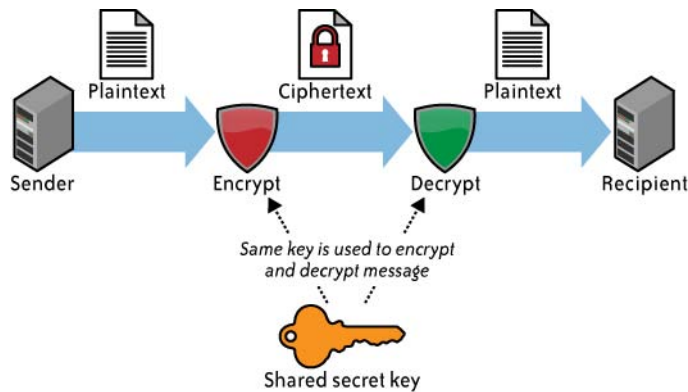 Plaintext
Ciphertext
Plaintext
Sender
Encrypt
Decrypt
Recipient
Same key is used to encrypt
and decrypt message
Shared secret key